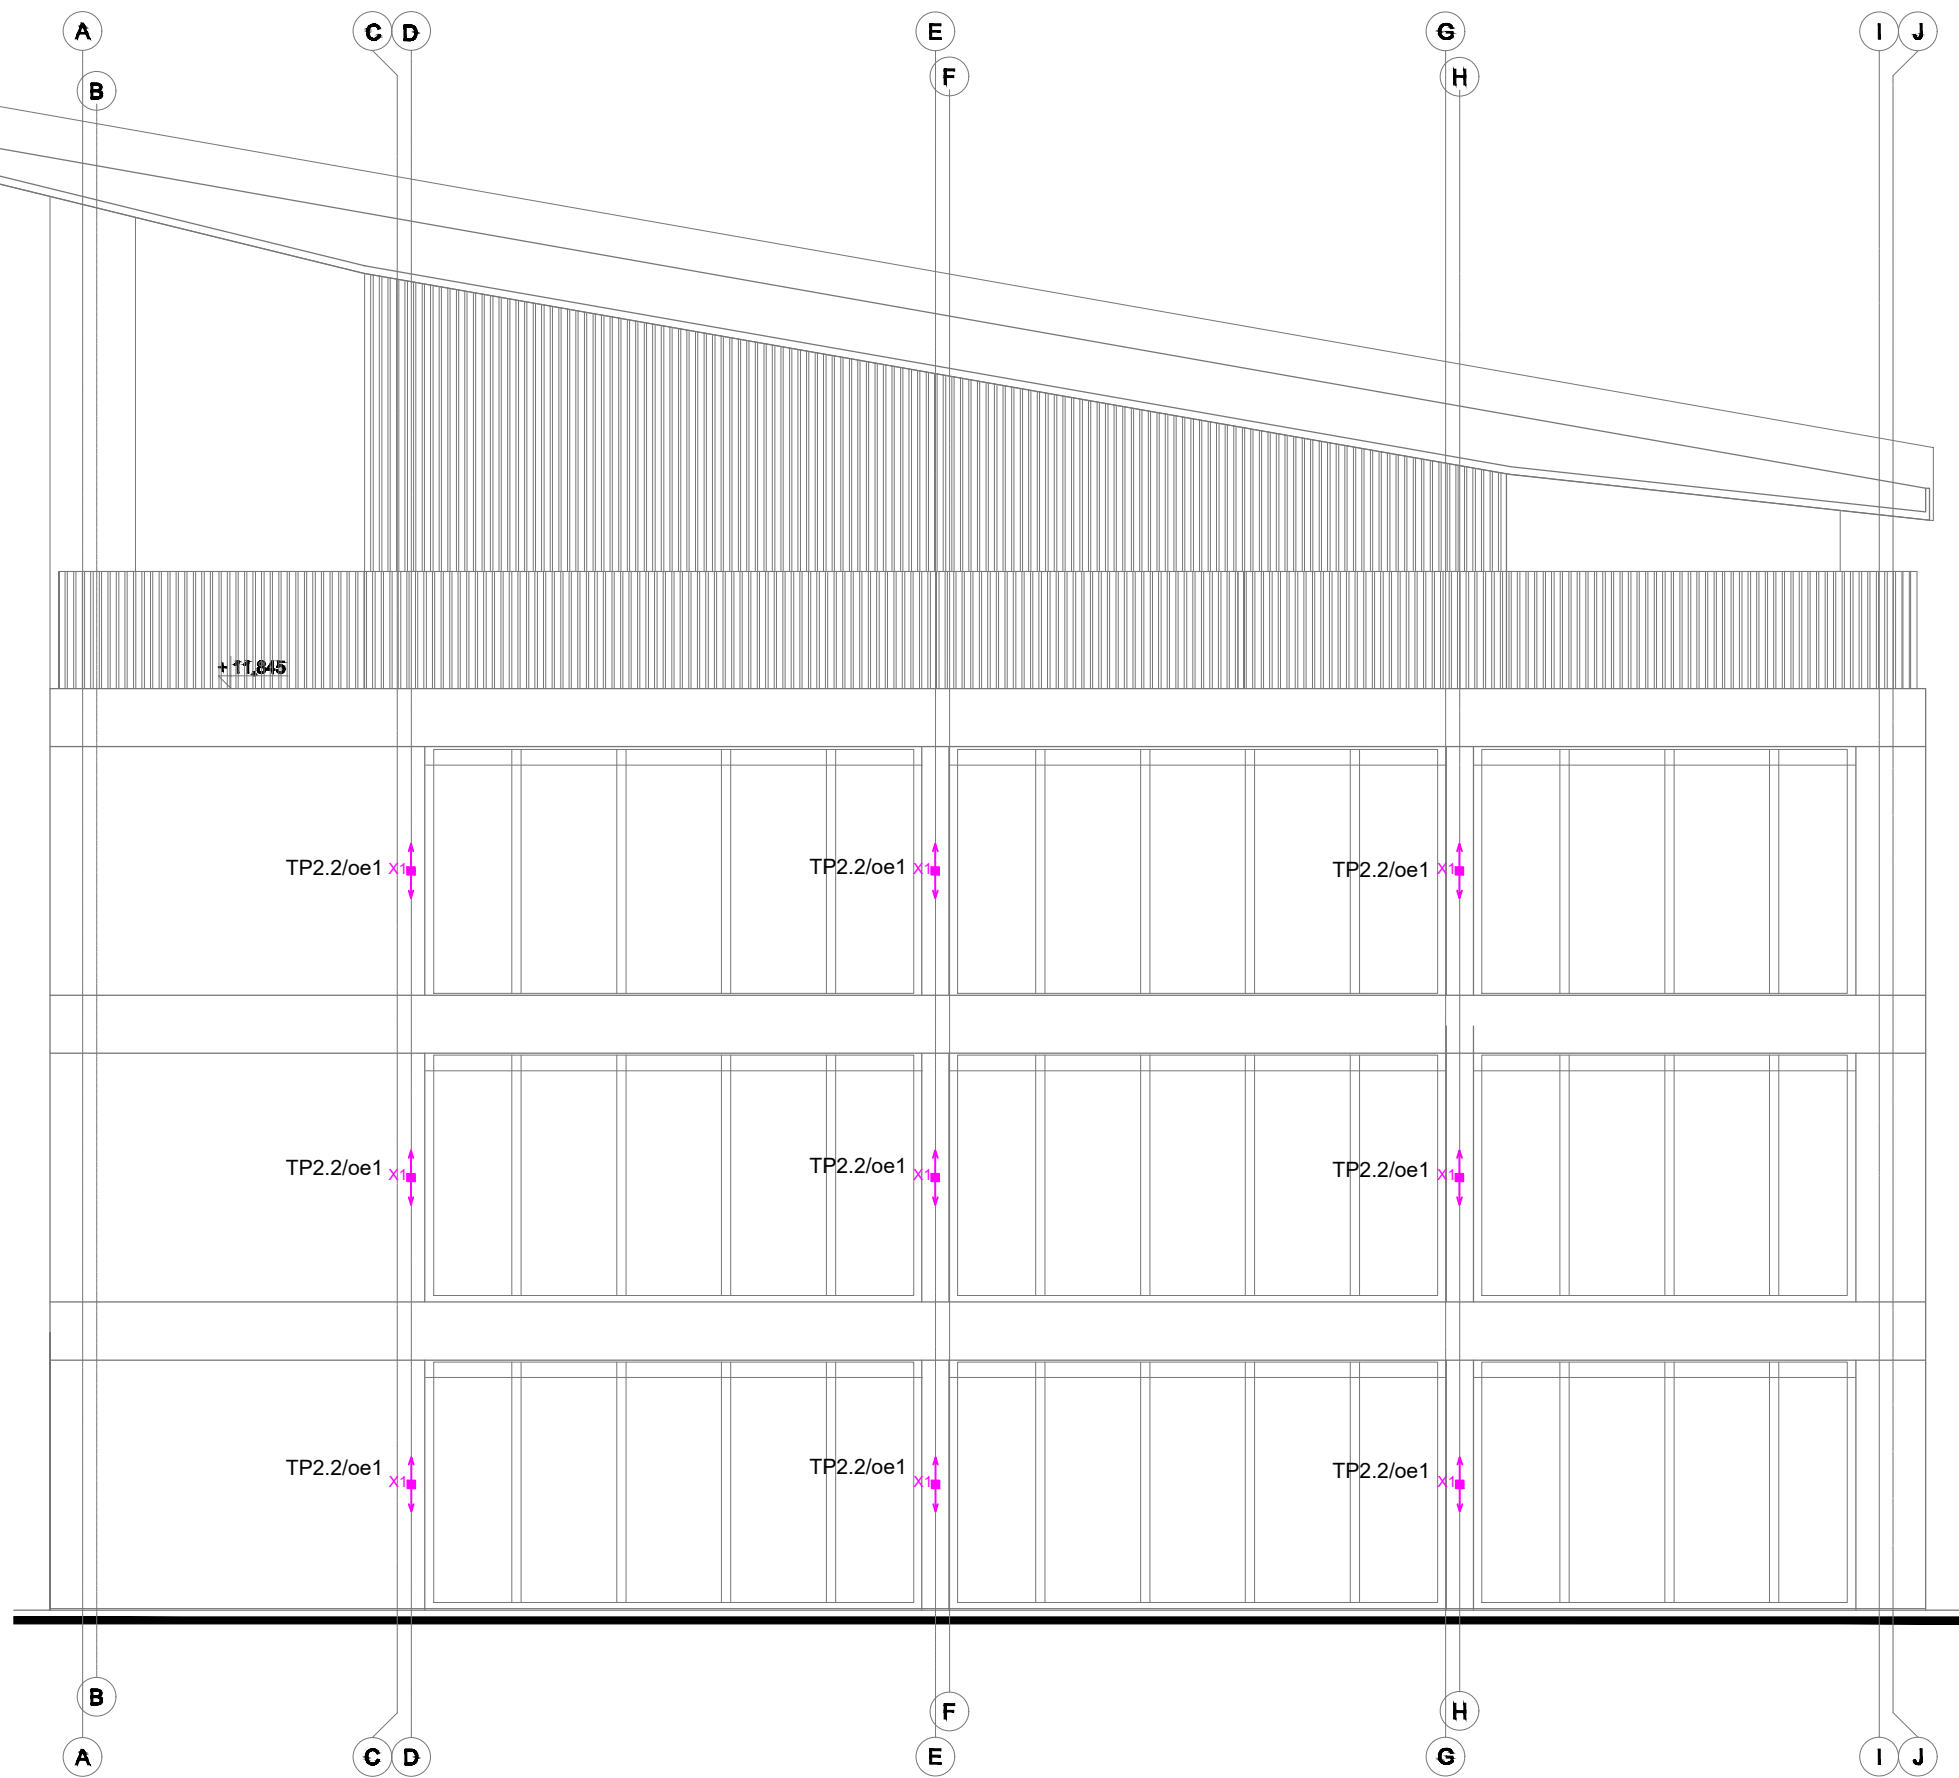 A C D E G I J
B F H
+ 11,845
TP2.2/oe1 X1 TP2.2/oe1 X1 TP2.2/oe1 X1
TP2.2/oe1 X1 TP2.2/oe1 X1 TP2.2/oe1 X1
TP2.2/oe1 X1 TP2.2/oe1 X1 TP2.2/oe1 X1
B F H
A C D E G I J